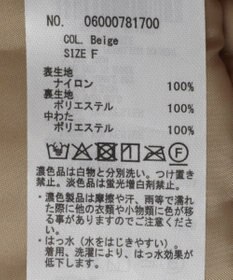 NO. 06000781700
COL. Beige
SIZE F
表生地
ナイロン 100%
裏生地
ポリエステル 100%
中わた
ポリエステル 100%
F
濃色品は白物と分別洗い。つけ置き
禁止。淡色品は蛍光増白剤禁止。
・濃色製品は摩擦や汗、雨等で濡れ
た際に他の衣類や小物類に色が移
る事がありますのでご注意くださ
い。
・はっ水（水をはじきやすい）。
着用、洗濯により、はっ水効果が
低下します。